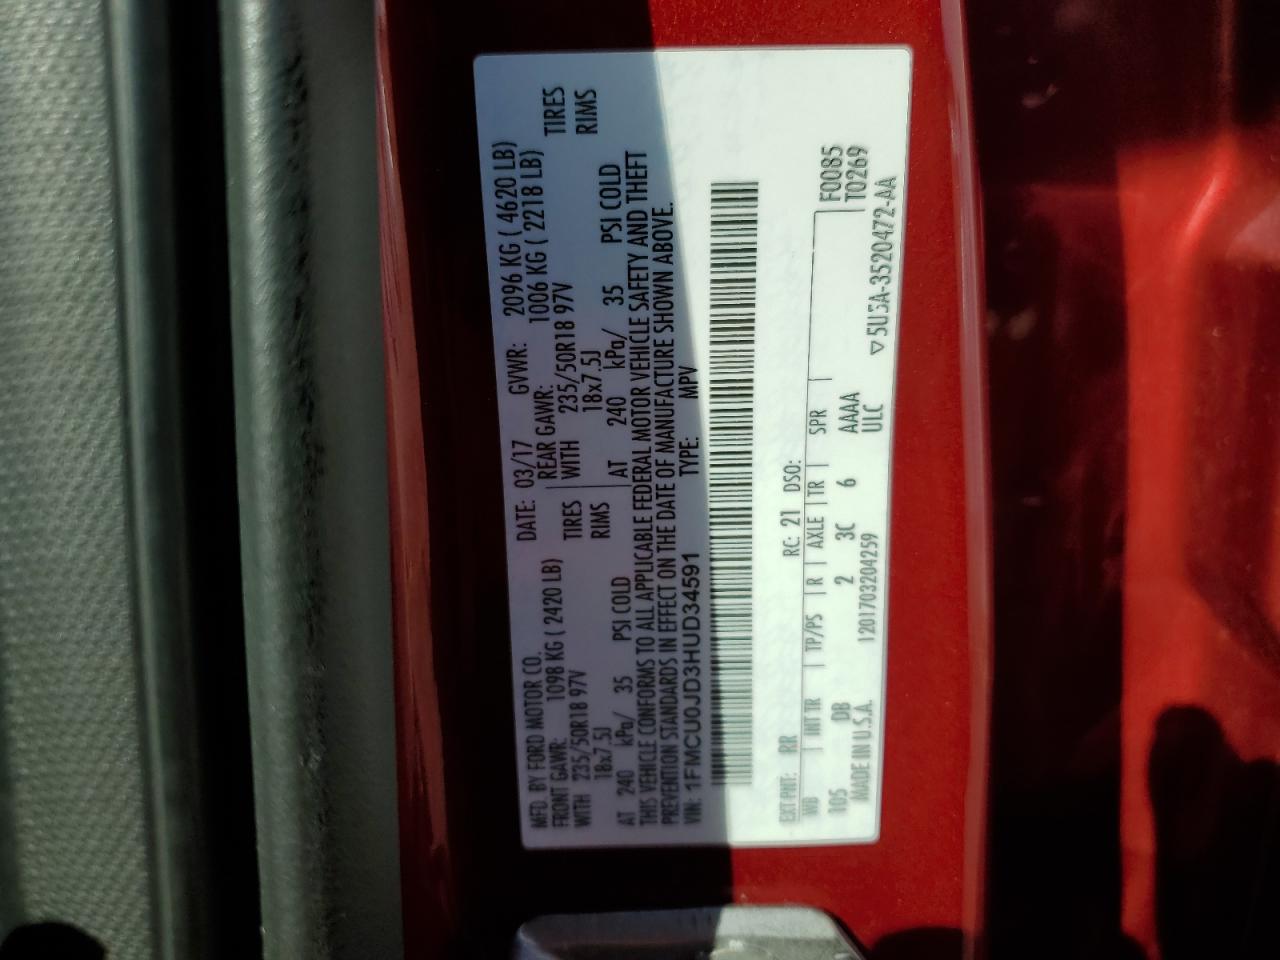 MFD. BY FORD MOTOR CO. DATE: 03/17 GVWR: 2096 KG ( 4620 LB)
FRONT GAWR: 1098 KG ( 2420 LB) REAR GAWR: 1006 KG ( 2218 LB)
WITH 235/50R18 97V TIRES WITH 235/50R18 97V TIRES
18x7.5J RIMS 18x7.5J RIMS
AT 240 kPa/ 35 PSI COLD AT 240 kPa/ 35 PSI COLD
THIS VEHICLE CONFORMS TO ALL APPLICABLE FEDERAL MOTOR VEHICLE SAFETY AND THEFT
PREVENTION STANDARDS IN EFFECT ON THE DATE OF MANUFACTURE SHOWN ABOVE.
VIN: 1FMCU0JD3HUD34591 TYPE: MPV
EXT PNT: RR RC: 21 DSO:
WB INT TR TP/PS R AXLE TR SPR F0085
105 DB 2 3C 6 AAAA T0269
MADE IN U.S.A. 1201703204259 ULC
▽5U5A-3520472-AA